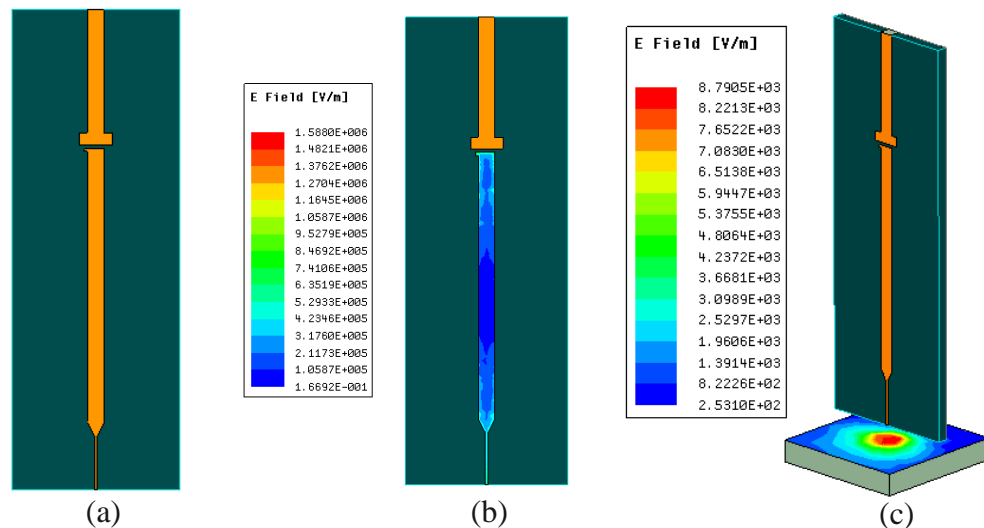 E Field [V/m]
1.5880E+006
1.4821E+006
1.3762E+006
1.2704E+006
1.1645E+006
1.0587E+006
9.5279E+005
8.4692E+005
7.4106E+005
6.3519E+005
5.2933E+005
4.2346E+005
3.1760E+005
2.1173E+005
1.0587E+005
1.6692E-001
E Field [V/m]
8.7905E+03
8.2213E+03
7.6522E+03
7.0830E+03
6.5138E+03
5.9447E+03
5.3755E+03
4.8064E+03
4.2372E+03
3.6681E+03
3.0989E+03
2.5297E+03
1.9606E+03
1.3914E+03
8.2226E+02
2.5310E+02
(a)
(b)
(c)